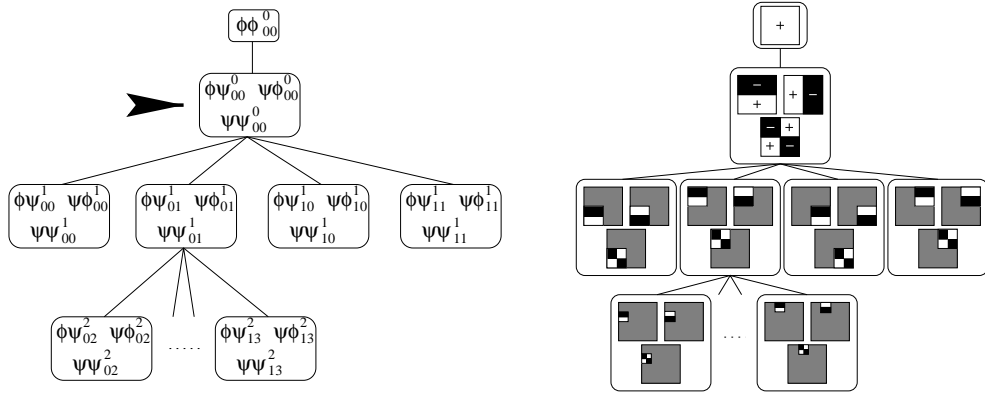 ϕϕ⁰₀₀
+
ϕψ⁰₀₀ ψϕ⁰₀₀
ψψ⁰₀₀
− + −
+
− +
+ −
ϕψ¹₀₀ ψϕ¹₀₀ ϕψ¹₀₁ ψϕ¹₀₁ ϕψ¹₁₀ ψϕ¹₁₀ ϕψ¹₁₁ ψϕ¹₁₁
ψψ¹₀₀ ψψ¹₀₁ ψψ¹₁₀ ψψ¹₁₁
ϕψ²₀₂ ψϕ²₀₂ ..... ϕψ²₁₃ ψϕ²₁₃
ψψ²₀₂ ψψ²₁₃
...